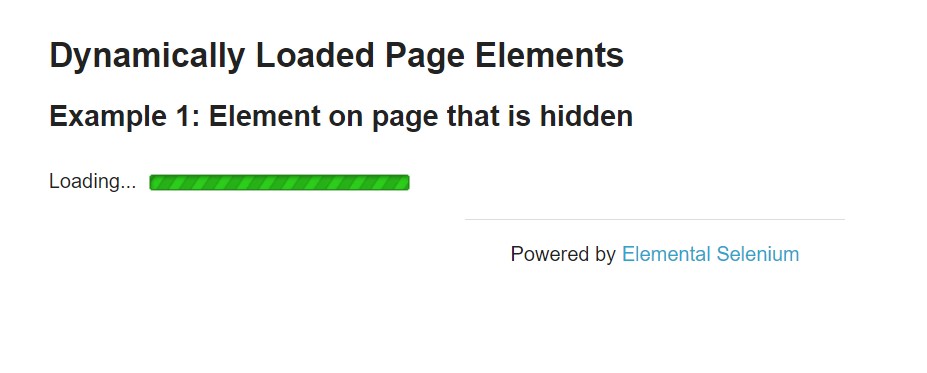 Dynamically Loaded Page Elements
Example 1: Element on page that is hidden
Loading...
Powered by Elemental Selenium